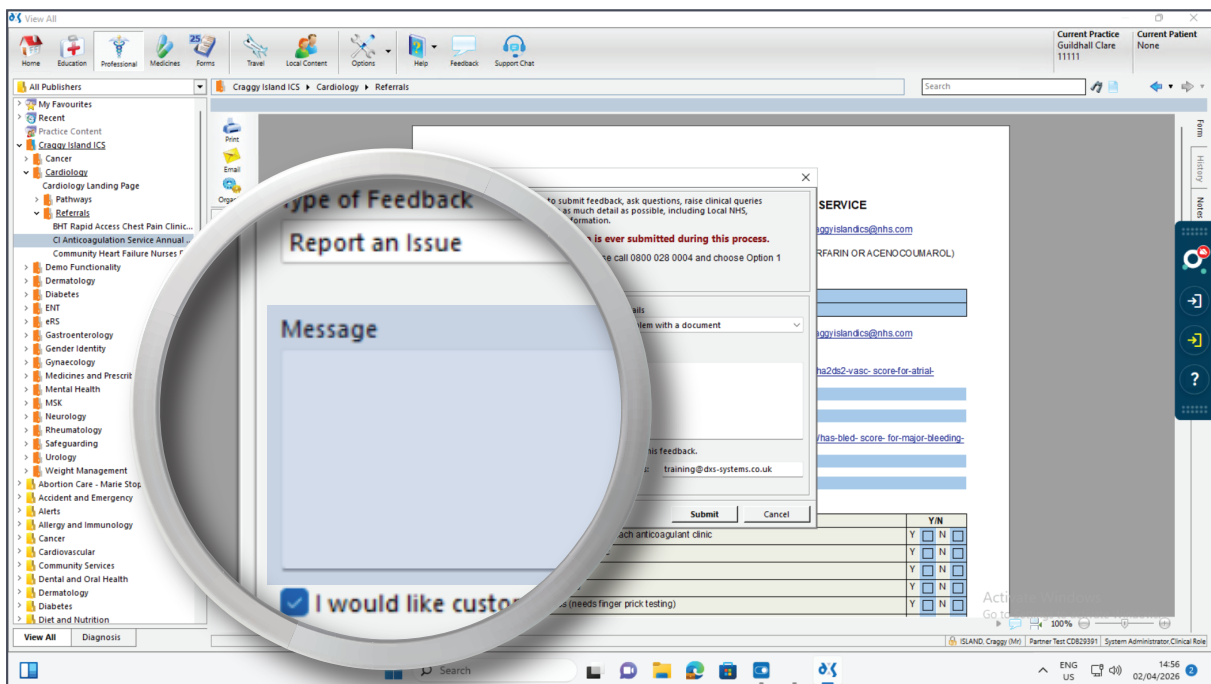 View All
Home
Education
Professional
Medicines
25
Forms
Travel
Local Content
Options
Help
Feedback
Support Chat
Current Practice
Guildhall Clare
11111
Current Patient
None
All Publishers
Craggy Island ICS
Cardiology
Referrals
Search
My Favourites
Recent
Practice Content
Craggy Island ICS
Cancer
Cardiology
Cardiology Landing Page
Pathways
Referrals
BHT Rapid Access Chest Pain Clinic...
CI Anticoagulation Service Annual ...
Community Heart Failure Nurses
Demo Functionality
Dermatology
Diabetes
ENT
eRS
Gastroenterology
Gender Identity
Gynaecology
Medicines and Prescrib
Mental Health
MSK
Neurology
Rheumatology
Safeguarding
Urology
Weight Management
Abortion Care - Marie Stop
Accident and Emergency
Alerts
Allergy and Immunology
Cancer
Cardiovascular
Community Services
Dental and Oral Health
Dermatology
Diabetes
Diet and Nutrition
View All
Diagnosis
Print
Email
Type of Feedback
Report an Issue
Message
I would like custo
to submit feedback, ask questions, raise clinical queries
as much detail as possible, including Local NHS,
is ever submitted during this process.
call 0800 028 0004 and choose Option 1
with a document
this feedback.
training@dxs-systems.co.uk
Submit
Cancel
SERVICE
aggyislandics@nhs.com
RFARIN OR ACENOCOUMAROL)
aggyislandics@nhs.com
ha2ds2-vasc- score-for-atrial-
/has-bled- score- for-major-bleeding-
Y/N
ach anticoagulant clinic
Y N
Y N
Y N
Y N
(needs finger prick testing)
Y N
Form
History
Notes
?
100%
ISLAND, Craggy (Mr)
Partner Test CDB29391
System Administrator,Clinical Role
Search
ENG
US
14:56
02/04/2026
2